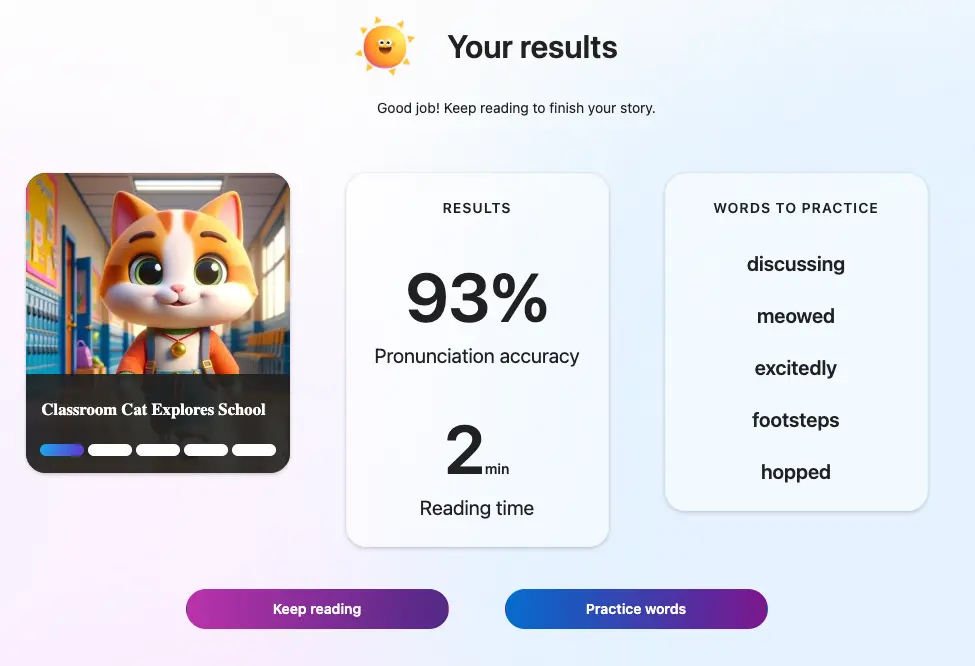 Your results
Good job! Keep reading to finish your story.
Classroom Cat Explores School
RESULTS
93%
Pronunciation accuracy
2 min
Reading time
WORDS TO PRACTICE
discussing
meowed
excitedly
footsteps
hopped
Keep reading
Practice words